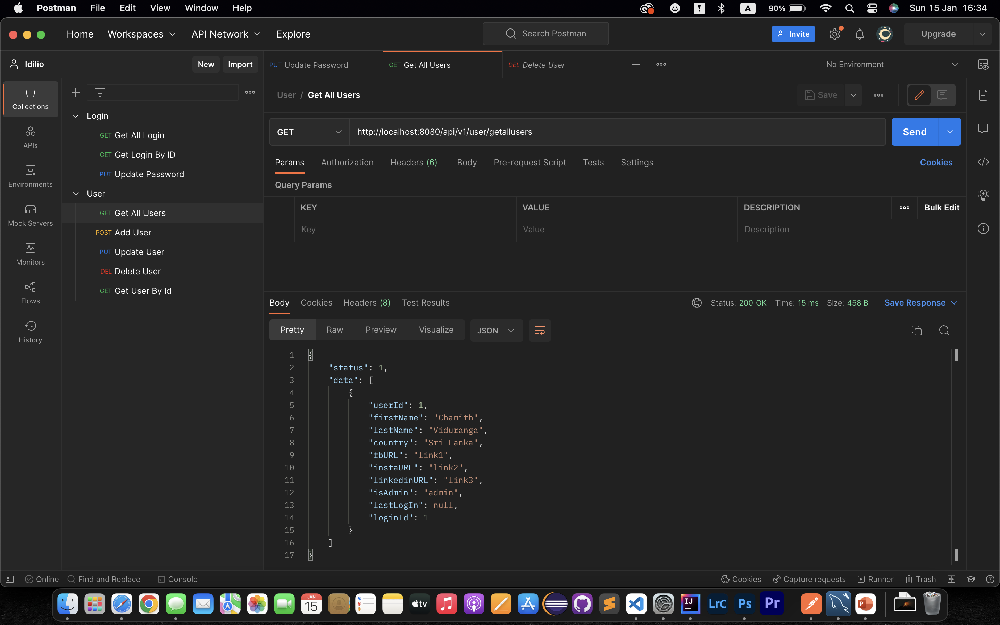 Postman File Edit View Window Help
A 90% Sun 15 Jan 16:34
Home Workspaces API Network Explore
Search Postman
Invite Upgrade
Idilio New Import
PUT Update Password GET Get All Users DEL Delete User No Environment
Collections
APIs
Environments
Mock Servers
Monitors
Flows
History
Login
GET Get All Login
GET Get Login By ID
PUT Update Password
User
GET Get All Users
POST Add User
PUT Update User
DEL Delete User
GET Get User By Id
User / Get All Users Save
GET http://localhost:8080/api/v1/user/getallusers Send
Params Authorization Headers (6) Body Pre-request Script Tests Settings Cookies
Query Params
KEY VALUE DESCRIPTION Bulk Edit
Key Value Description
Body Cookies Headers (8) Test Results Status: 200 OK Time: 15 ms Size: 458 B Save Response
Pretty Raw Preview Visualize JSON
1 {
2 "status": 1,
3 "data": [
4 {
5 "userId": 1,
6 "firstName": "Chamith",
7 "lastName": "Viduranga",
8 "country": "Sri Lanka",
9 "fbURL": "link1",
10 "instaURL": "link2",
11 "linkedinURL": "link3",
12 "isAdmin": "admin",
13 "lastLogIn": null,
14 "loginId": 1
15 }
16 ]
17 }
Online Find and Replace Console Cookies Capture requests Runner Trash
JAN
15
tv
IJ
LrC
Ps
Pr
P